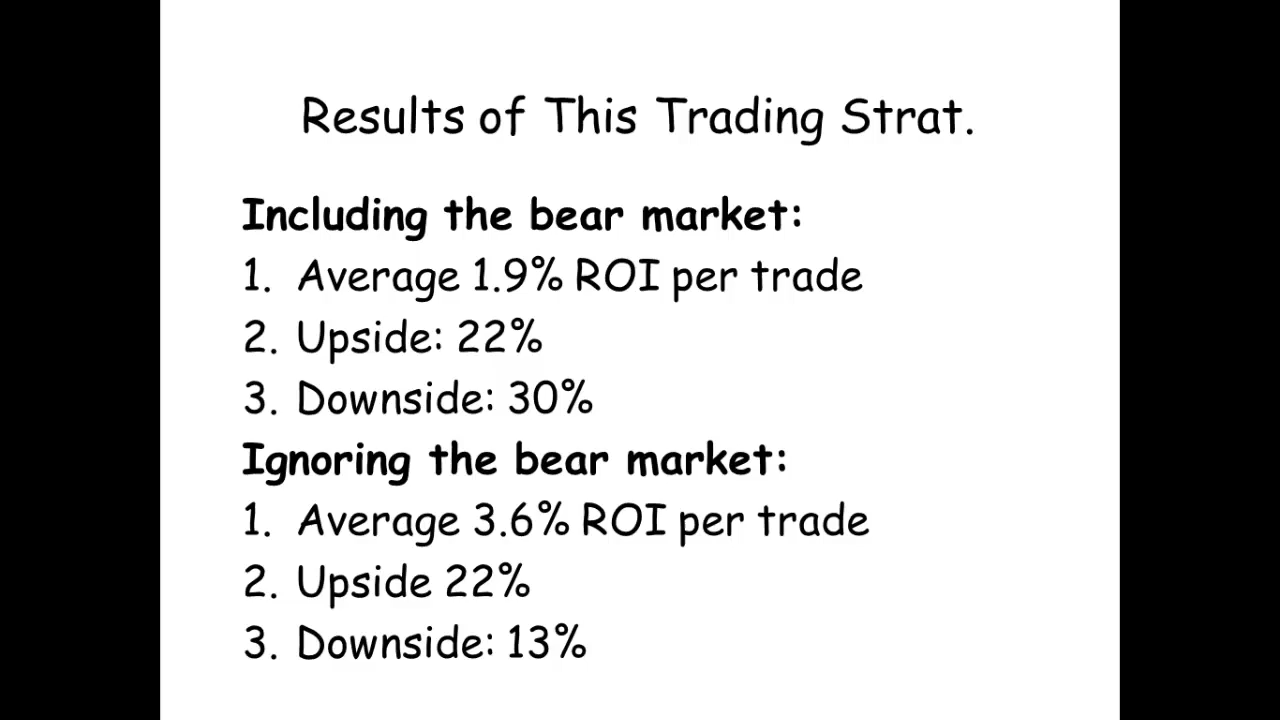 Results of This Trading Strat.
Including the bear market:
1. Average 1.9% ROI per trade
2. Upside: 22%
3. Downside: 30%
Ignoring the bear market:
1. Average 3.6% ROI per trade
2. Upside 22%
3. Downside: 13%